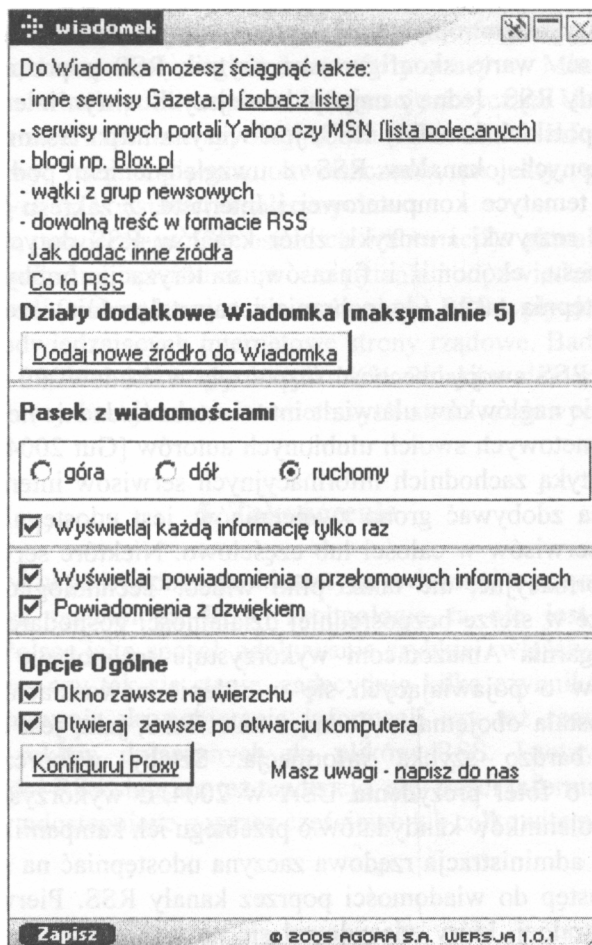 wiadomek
Do Wiadomka możesz ściągnąć także:
- inne serwisy Gazeta.pl [zobacz listę]
- serwisy innych portali Yahoo czy MSN [lista polecanych]
- blogi np. Blox.pl
- wątki z grup newsowych
- dowolną treść w formacie RSS
Jak dodać inne źródła
Co to RSS
Działy dodatkowe Wiadomka (maksymalnie 5)
Dodaj nowe źródło do Wiadomka
Pasek z wiadomościami
góra dół ruchomy
Wyświetlaj każdą informację tylko raz
Wyświetlaj powiadomienia o przełomowych informacjach
Powiadomienia z dzwiękiem
Opcje Ogólne
Okno zawsze na wierzchu
Otwieraj zawsze po otwarciu komputera
Konfiguruj Proxy
Masz uwagi - napisz do nas
Zapisz
© 2005 AGORA S.A. WERSJA 1.01